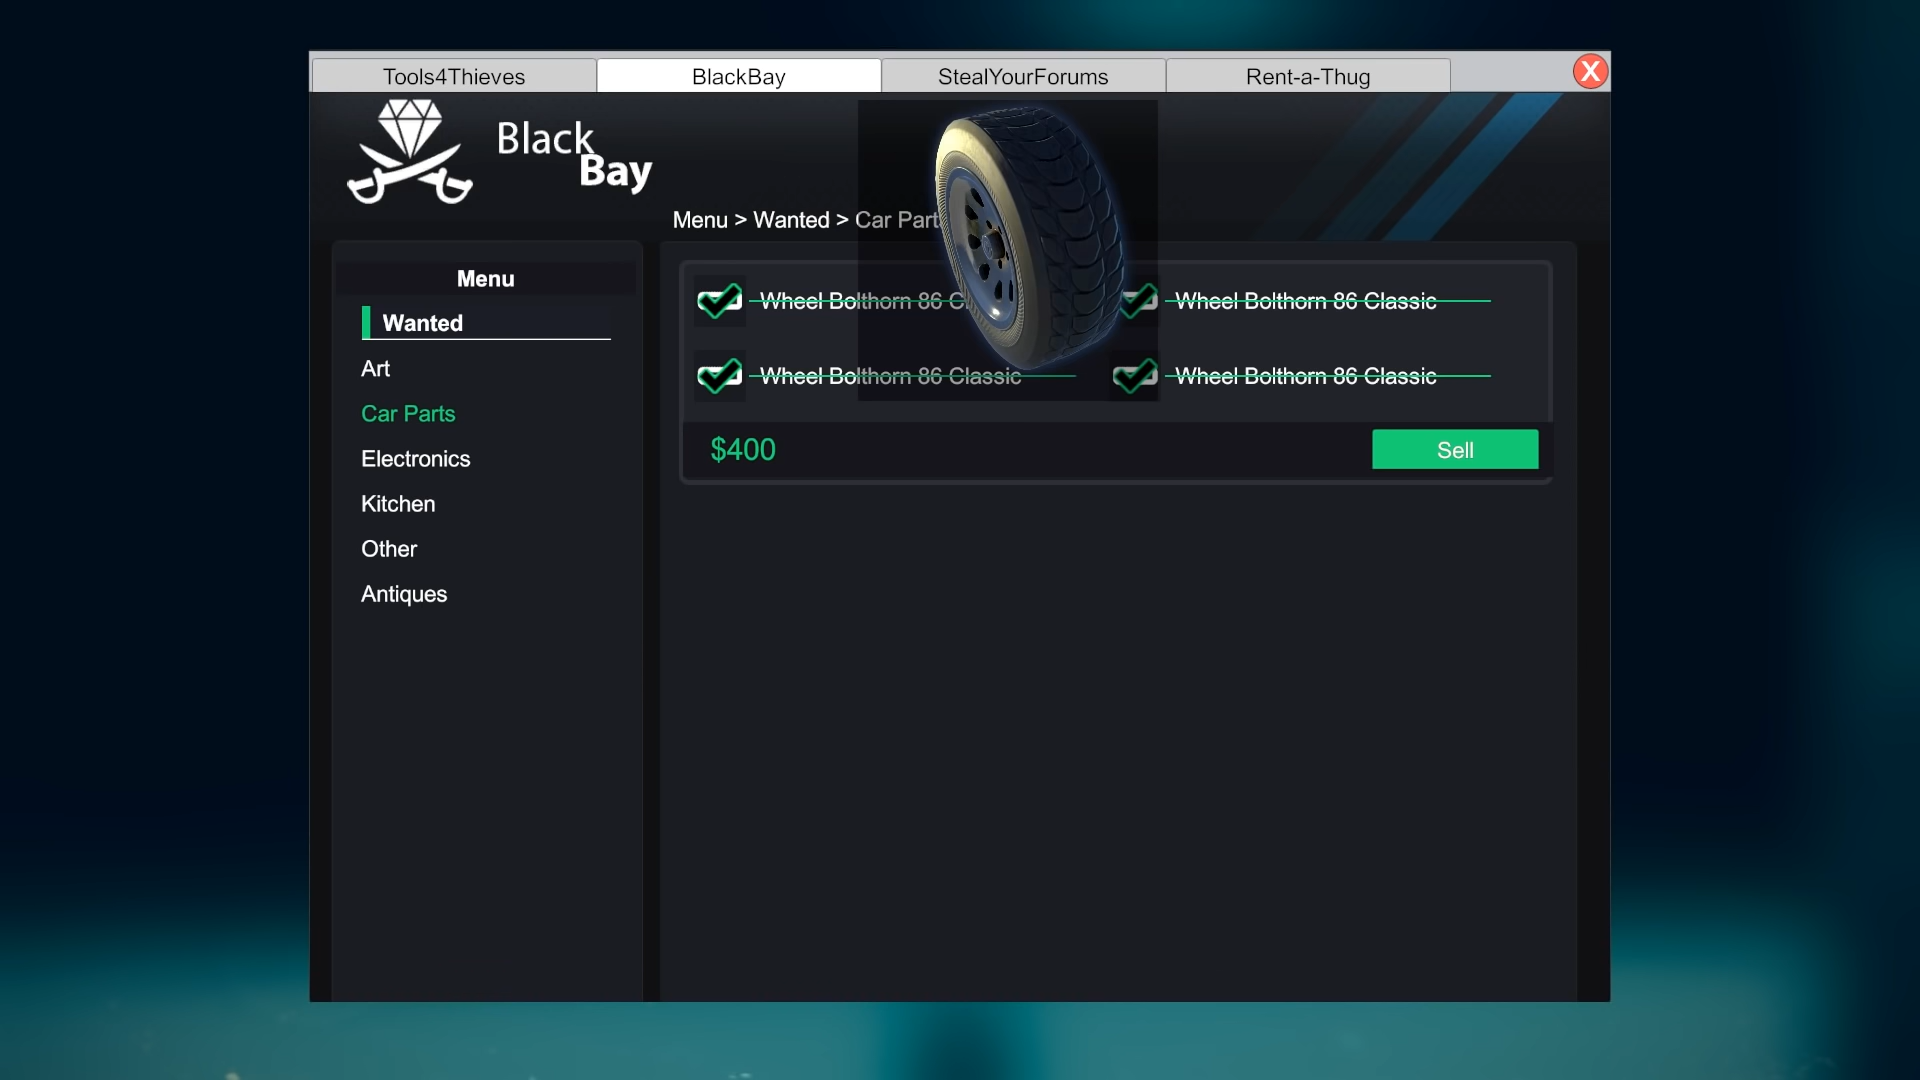 Tools4Thieves
BlackBay
StealYourForums
Rent-a-Thug
X
Black
Bay
Menu > Wanted > Car Parts
Menu
Wanted
Art
Car Parts
Electronics
Kitchen
Other
Antiques
Wheel Bolthorn 86 Wheel Bolthorn 86 Classic
Wheel Bolthorn 86 Classic Wheel Bolthorn 86 Classic
$400
Sell